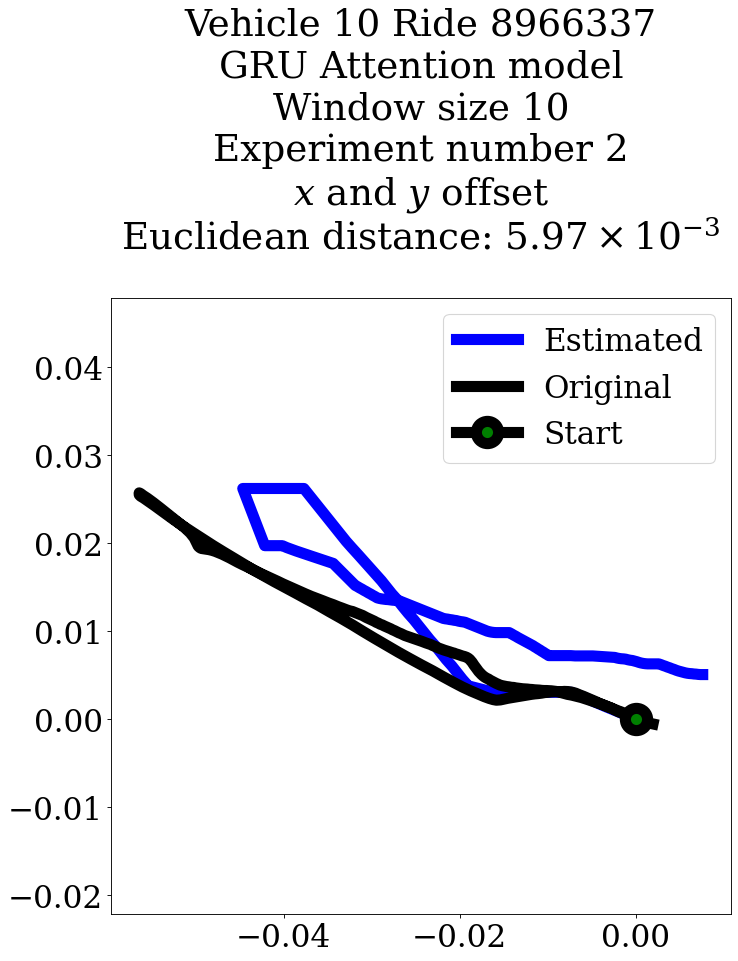 Vehicle 10 Ride 8966337
GRU Attention model
Window size 10
Experiment number 2
x and y offset
Euclidean distance: 5.97 × 10⁻³
Estimated
Original
Start
0.04
0.03
0.02
0.01
0.00
−0.01
−0.02
−0.04
−0.02
0.00